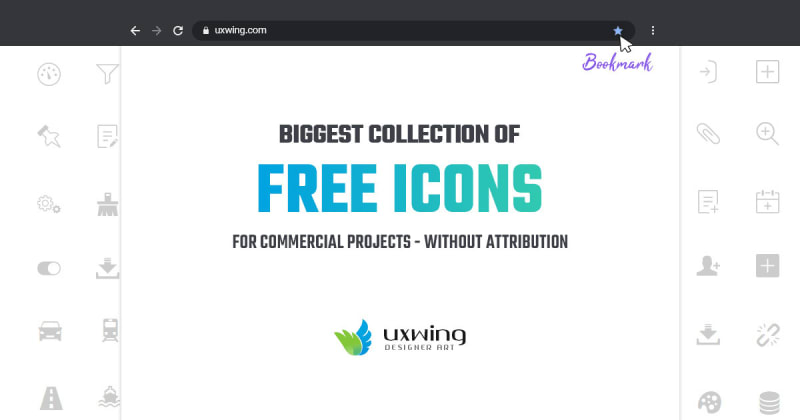 uxwing.com
Bookmark
BIGGEST COLLECTION OF
FREE ICONS
FOR COMMERCIAL PROJECTS - WITHOUT ATTRIBUTION
uxwing
DESIGNER ART